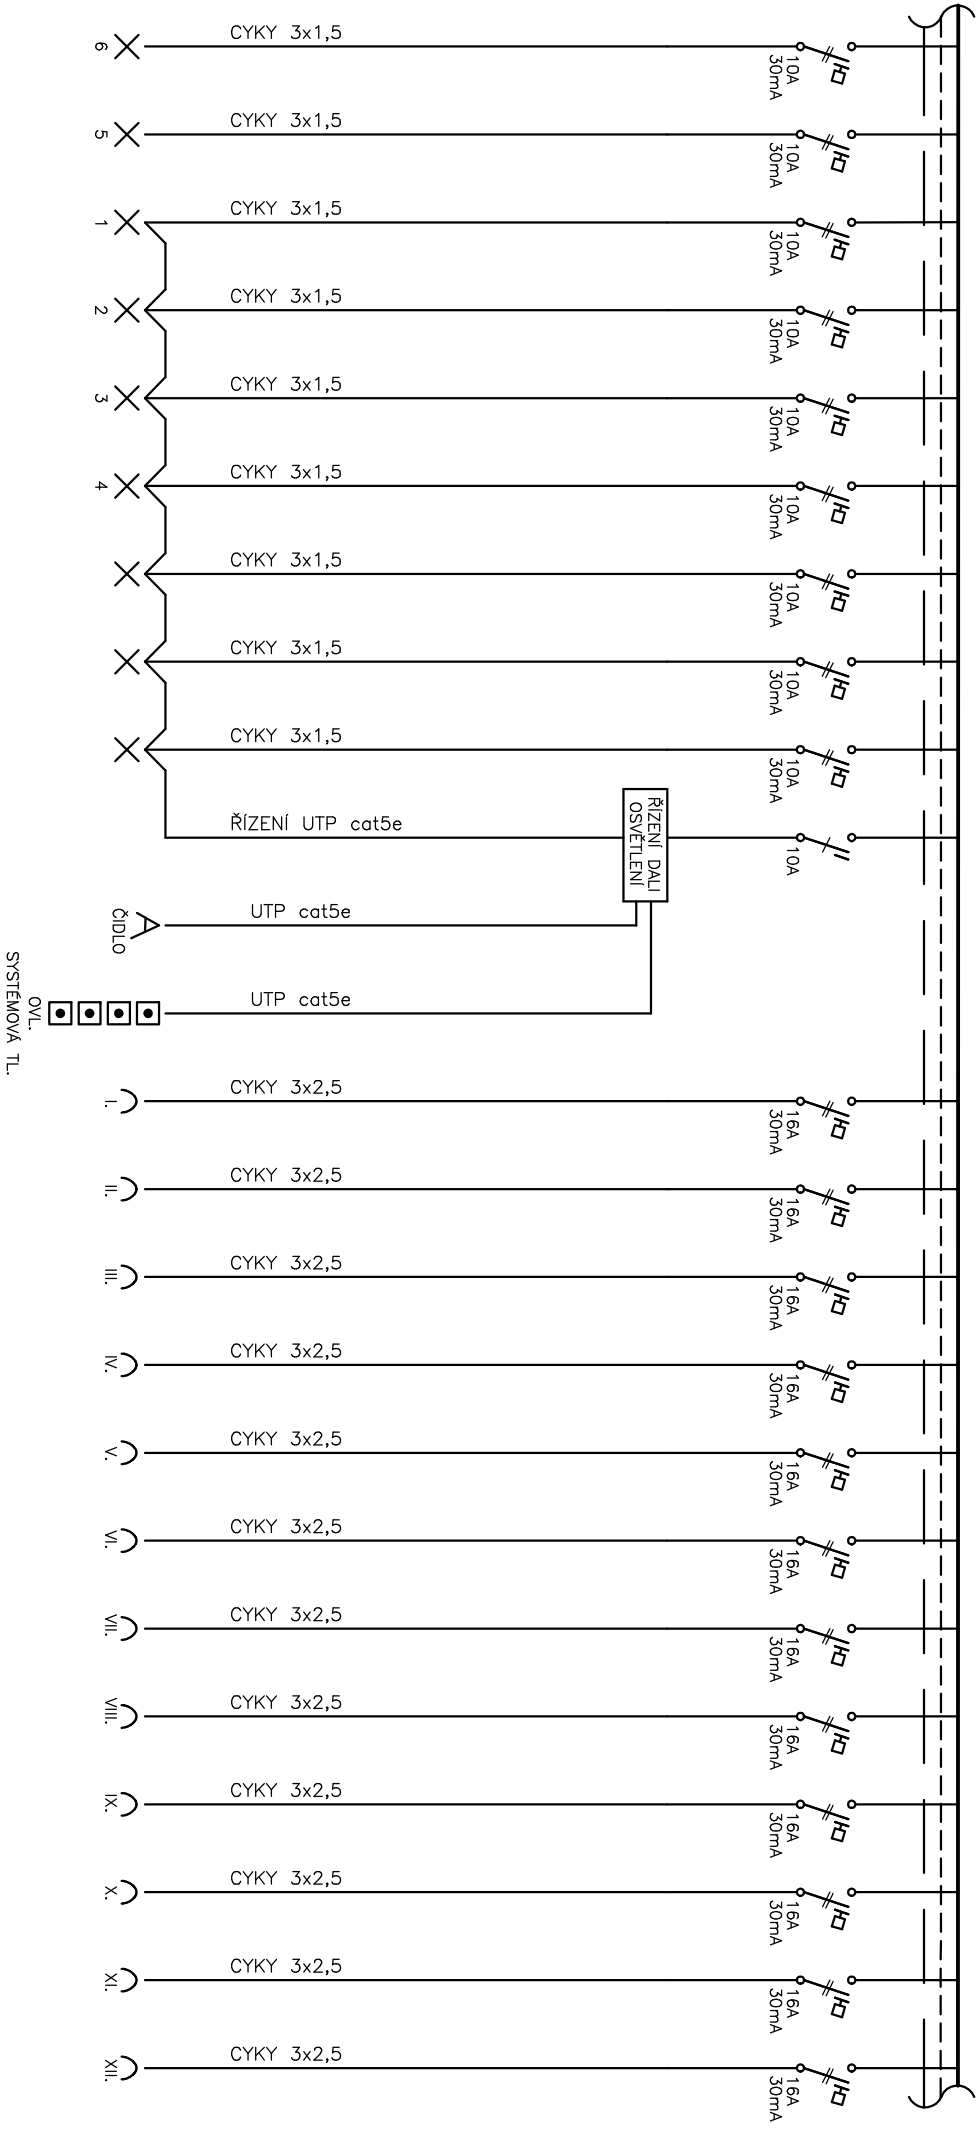 CYKY 3x1,5
10A
30mA
6
CYKY 3x1,5
10A
30mA
5
CYKY 3x1,5
10A
30mA
1
CYKY 3x1,5
10A
30mA
2
CYKY 3x1,5
10A
30mA
3
CYKY 3x1,5
10A
30mA
4
CYKY 3x1,5
10A
30mA
CYKY 3x1,5
10A
30mA
CYKY 3x1,5
10A
30mA
ŘÍZENÍ UTP cat5e
ŘÍZENÍ DALI
OSVĚTLENÍ
10A
UTP cat5e
ČIDLO
UTP cat5e
OVL.
SYSTÉMOVÁ TL.
CYKY 3x2,5
16A
30mA
I.
CYKY 3x2,5
16A
30mA
II.
CYKY 3x2,5
16A
30mA
III.
CYKY 3x2,5
16A
30mA
IV.
CYKY 3x2,5
16A
30mA
V.
CYKY 3x2,5
16A
30mA
VI.
CYKY 3x2,5
16A
30mA
VII.
CYKY 3x2,5
16A
30mA
VIII.
CYKY 3x2,5
16A
30mA
IX.
CYKY 3x2,5
16A
30mA
X.
CYKY 3x2,5
16A
30mA
XI.
CYKY 3x2,5
16A
30mA
XII.